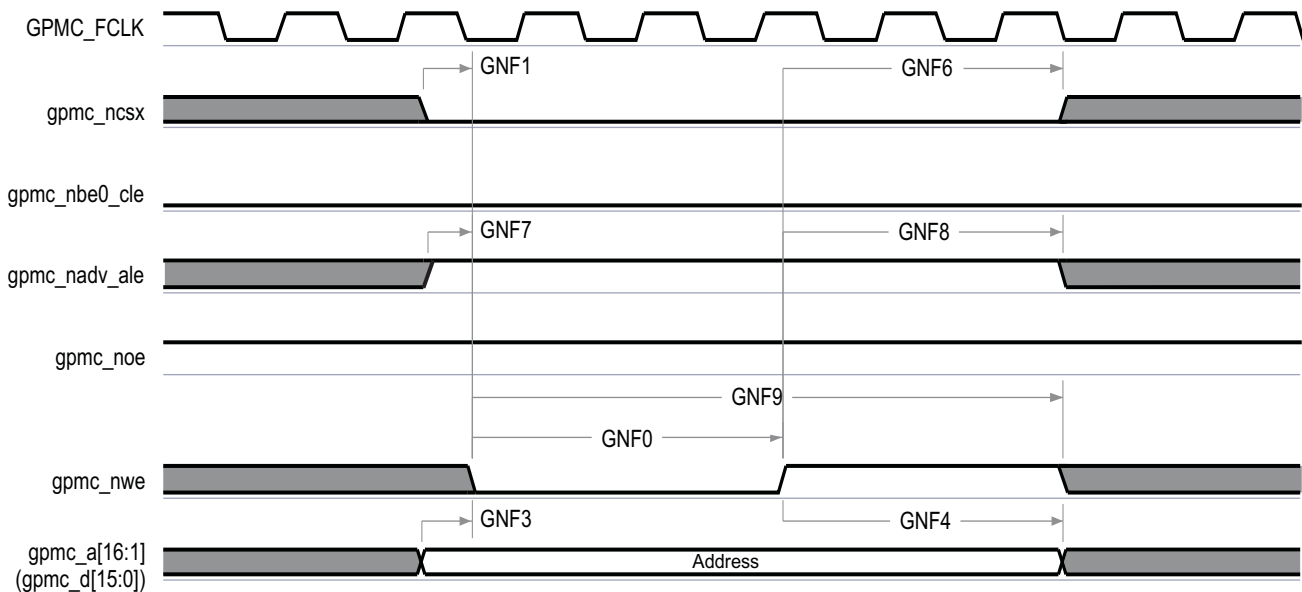 GPMC_FCLK
GNF1
GNF6
gpmc_ncsx
gpmc_nbe0_cle
GNF7
GNF8
gpmc_nadv_ale
gpmc_noe
GNF9
GNF0
gpmc_nwe
GNF3
GNF4
gpmc_a[16:1]
(gpmc_d[15:0])
Address